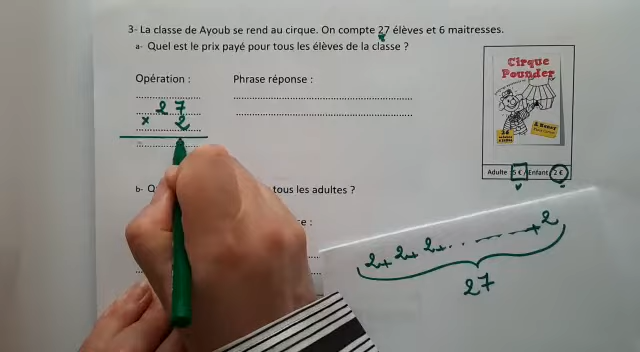 3- La classe de Ayoub se rend au cirque. On compte 27 élèves et 6 maitresses.
a- Quel est le prix payé pour tous les élèves de la classe ?
Opération :
Phrase réponse :
27
× 2
Cirque
Pounder
Adulte : 5 € / Enfant : 2 €
b- Q
tous les adultes ?
e :
2+2+2+.. ----- +2
27